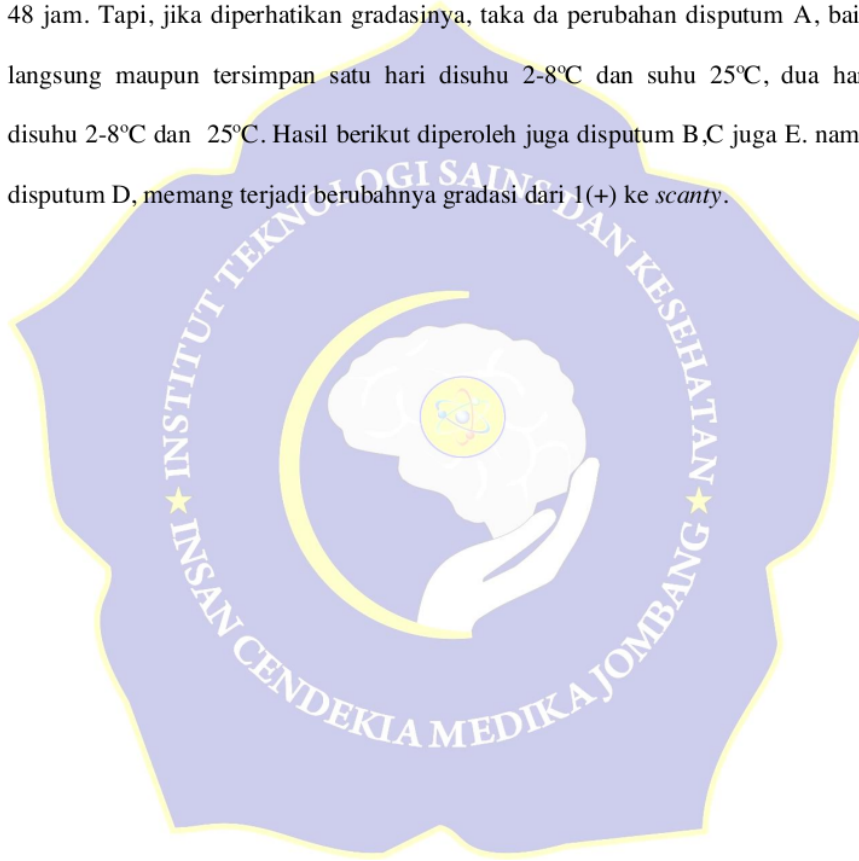 48 jam. Tapi, jika diperhatikan gradasinya, taka da perubahan disputum A, bai
langsung maupun tersimpan satu hari disuhu 2-8ºC dan suhu 25ºC, dua ha
disuhu 2-8ºC dan 25ºC. Hasil berikut diperoleh juga disputum B,C juga E. nam
disputum D, memang terjadi berubahnya gradasi dari 1(+) ke scanty.
INSTITUT TEKNOLOGI SAINS DAN KESEHATAN
INSAN CENDEKIA MEDIKA JOMBANG